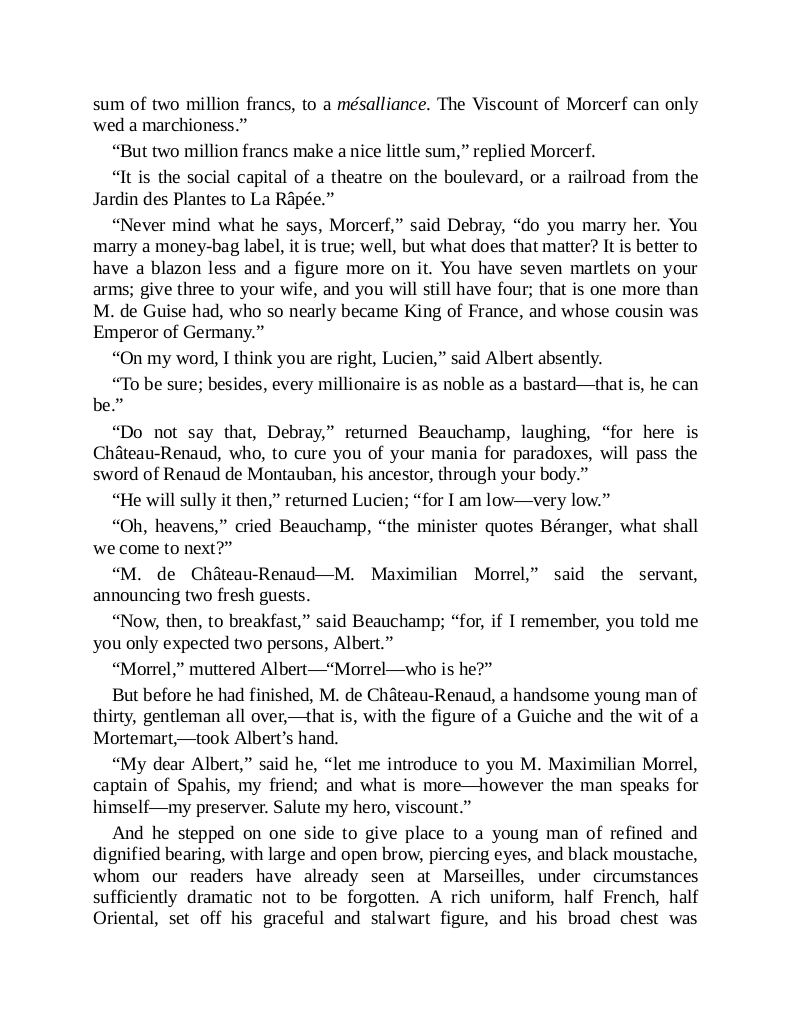 sum of two million francs, to a mésalliance. The Viscount of Morcerf can only
wed a marchioness.”
“But two million francs make a nice little sum,” replied Morcerf.
“It is the social capital of a theatre on the boulevard, or a railroad from the
Jardin des Plantes to La Râpée.”
“Never mind what he says, Morcerf,” said Debray, “do you marry her. You
marry a money-bag label, it is true; well, but what does that matter? It is better to
have a blazon less and a figure more on it. You have seven martlets on your
arms; give three to your wife, and you will still have four; that is one more than
M. de Guise had, who so nearly became King of France, and whose cousin was
Emperor of Germany.”
“On my word, I think you are right, Lucien,” said Albert absently.
“To be sure; besides, every millionaire is as noble as a bastard—that is, he can
be.”
“Do not say that, Debray,” returned Beauchamp, laughing, “for here is
Château-Renaud, who, to cure you of your mania for paradoxes, will pass the
sword of Renaud de Montauban, his ancestor, through your body.”
“He will sully it then,” returned Lucien; “for I am low—very low.”
“Oh, heavens,” cried Beauchamp, “the minister quotes Béranger, what shall
we come to next?”
“M. de Château-Renaud—M. Maximilian Morrel,” said the servant,
announcing two fresh guests.
“Now, then, to breakfast,” said Beauchamp; “for, if I remember, you told me
you only expected two persons, Albert.”
“Morrel,” muttered Albert—“Morrel—who is he?”
But before he had finished, M. de Château-Renaud, a handsome young man of
thirty, gentleman all over,—that is, with the figure of a Guiche and the wit of a
Mortemart,—took Albert’s hand.
“My dear Albert,” said he, “let me introduce to you M. Maximilian Morrel,
captain of Spahis, my friend; and what is more—however the man speaks for
himself—my preserver. Salute my hero, viscount.”
And he stepped on one side to give place to a young man of refined and
dignified bearing, with large and open brow, piercing eyes, and black moustache,
whom our readers have already seen at Marseilles, under circumstances
sufficiently dramatic not to be forgotten. A rich uniform, half French, half
Oriental, set off his graceful and stalwart figure, and his broad chest was